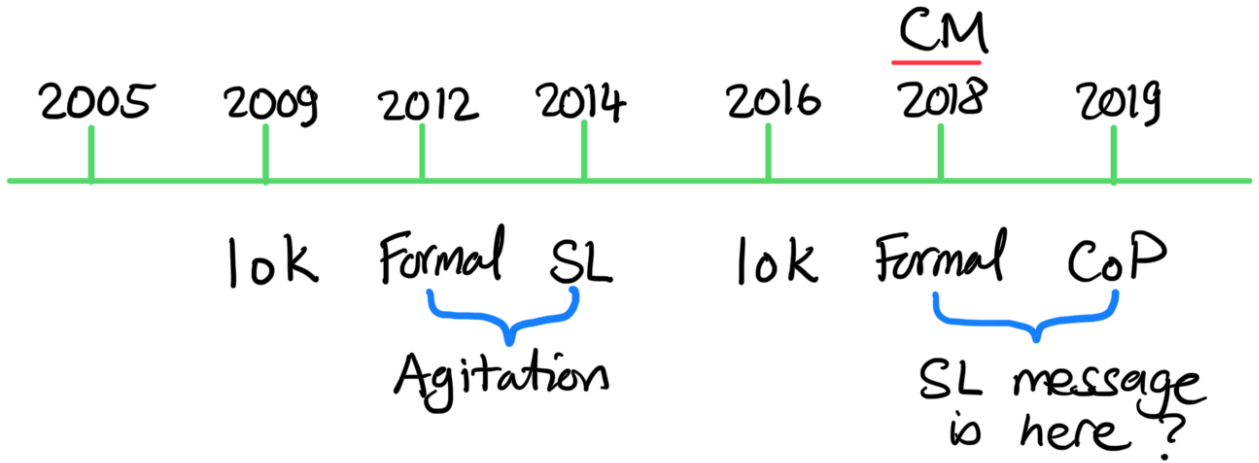 CM
2005 2009 2012 2014 2016 2018 2019
10k Formal SL 10k Formal CoP
Agitation
SL message
is here ?